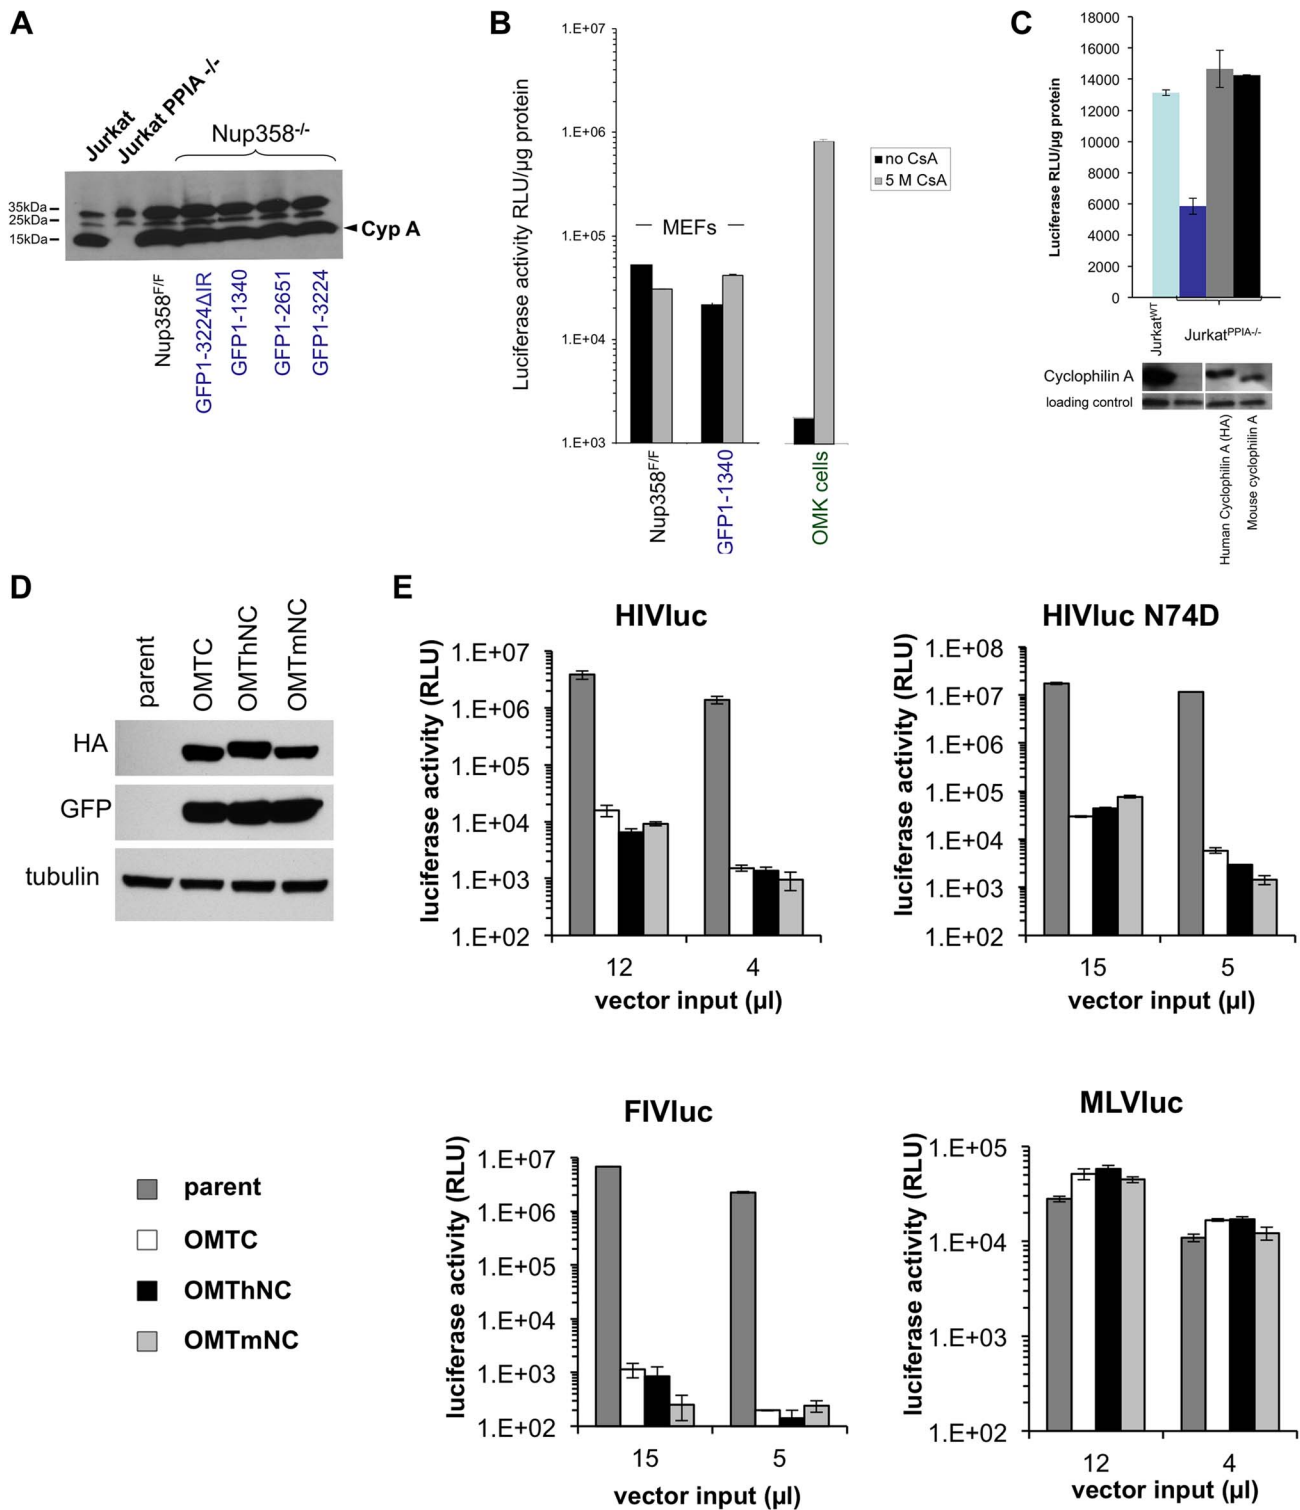 A
Jurkat
Jurkat PPIA -/-
Nup358-/-
35kDa
25kDa
15kDa
Cyp A
Nup358F/F
GFP1-3224ΔIR
GFP1-1340
GFP1-2651
GFP1-3224
B
Luciferase activity RLU/µg protein
1.E+07
1.E+06
1.E+05
1.E+04
1.E+03
MEFs
no CsA
5 M CsA
Nup358F/F
GFP1-1340
OMK cells
C
Luciferase RLU/µg protein
18000
16000
14000
12000
10000
8000
6000
4000
2000
0
JurkatWT
JurkatPPIA-/-
Cyclophilin A
loading control
Human Cyclophilin A (HA)
Mouse cyclophilin A
D
parent
OMTC
OMThNC
OMTmNC
HA
GFP
tubulin
E
HIVluc
luciferase activity (RLU)
1.E+07
1.E+06
1.E+05
1.E+04
1.E+03
1.E+02
12 4
vector input (µl)
HIVluc N74D
luciferase activity (RLU)
1.E+08
1.E+07
1.E+06
1.E+05
1.E+04
1.E+03
1.E+02
15 5
vector input (µl)
parent
OMTC
OMThNC
OMTmNC
FIVluc
luciferase activity (RLU)
1.E+07
1.E+06
1.E+05
1.E+04
1.E+03
1.E+02
15 5
vector input (µl)
MLVluc
luciferase activity (RLU)
1.E+05
1.E+04
1.E+03
1.E+02
12 4
vector input (µl)